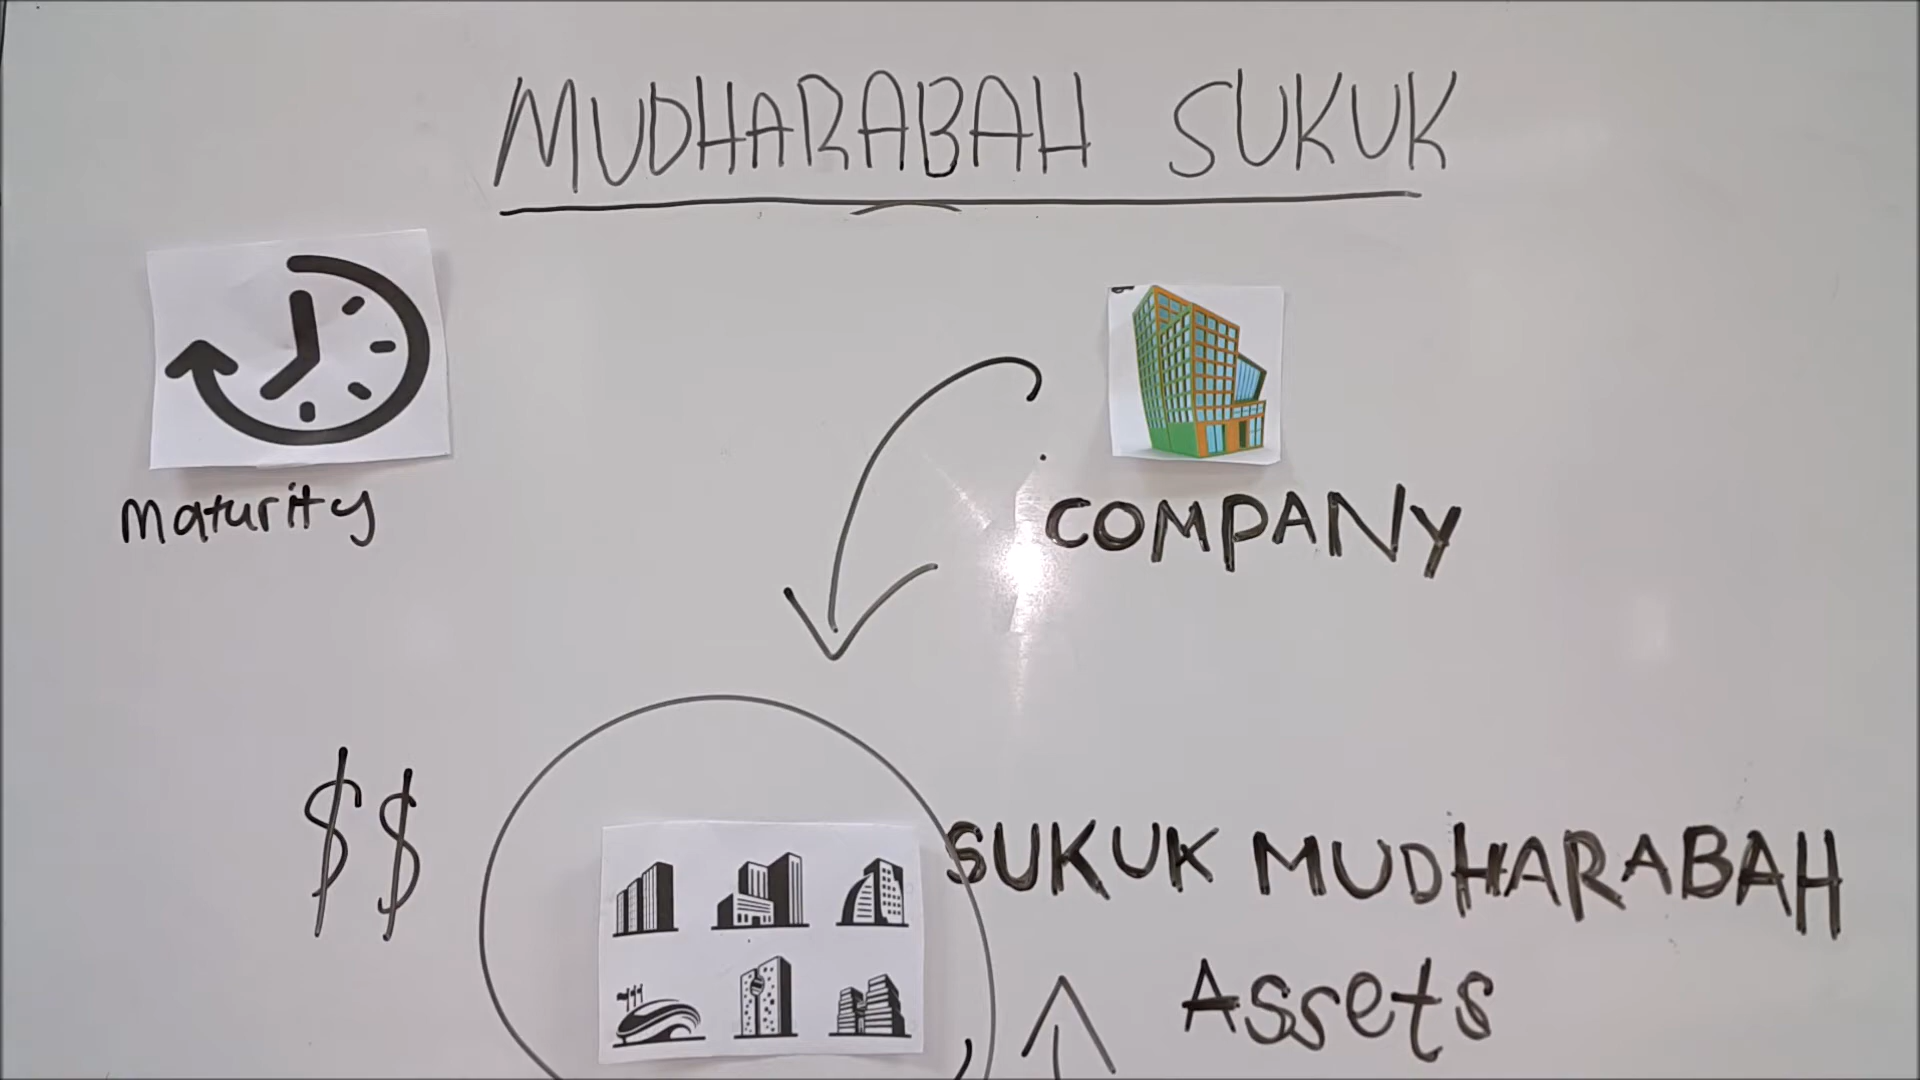 MUDHARABAH SUKUK
Maturity
COMPANY
$$
SUKUK MUDHARABAH
Assets